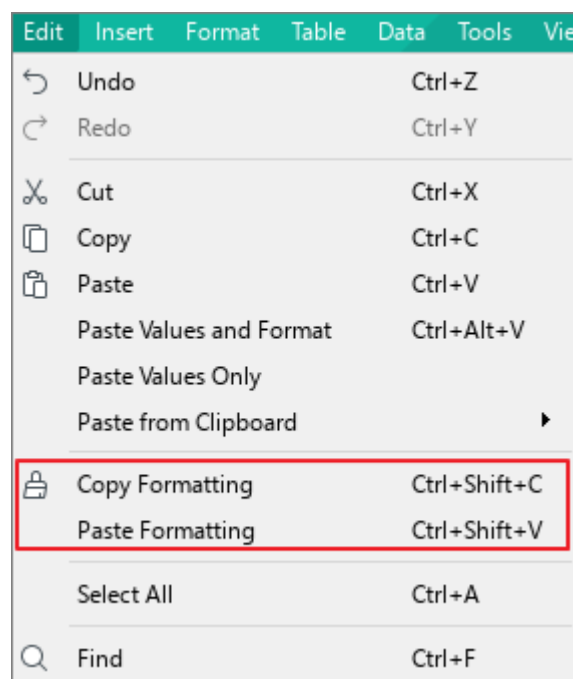 Edit Insert Format Table Data Tools Vie
Undo Ctrl+Z
Redo Ctrl+Y
Cut Ctrl+X
Copy Ctrl+C
Paste Ctrl+V
Paste Values and Format Ctrl+Alt+V
Paste Values Only
Paste from Clipboard
Copy Formatting Ctrl+Shift+C
Paste Formatting Ctrl+Shift+V
Select All Ctrl+A
Find Ctrl+F